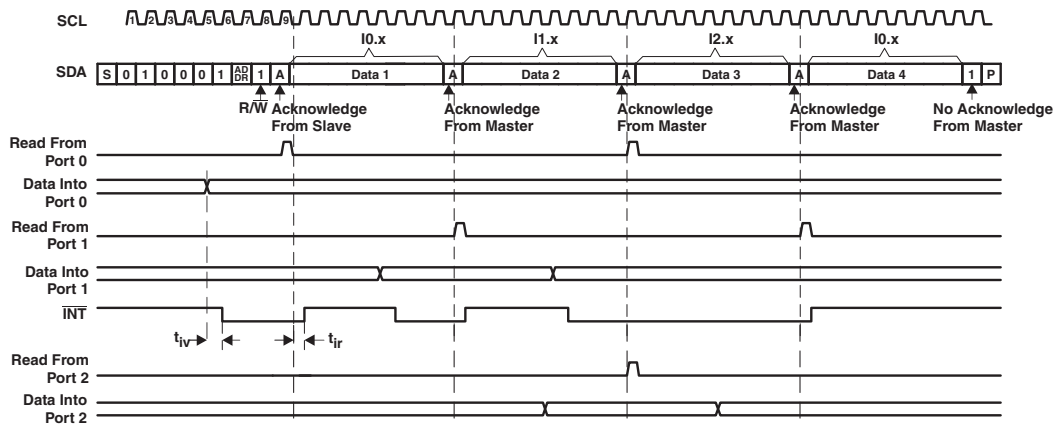 SCL
1 2 3 4 5 6 7 8 9
I0.x I1.x I2.x I0.x
SDA S 0 1 0 0 0 1 AD DR 1 A Data 1 A Data 2 A Data 3 A Data 4 1 P
R/W Acknowledge From Slave
Acknowledge From Master
Acknowledge From Master
Acknowledge From Master
No Acknowledge From Master
Read From
Port 0
Data Into
Port 0
Read From
Port 1
Data Into
Port 1
INT
tiv tir
Read From
Port 2
Data Into
Port 2